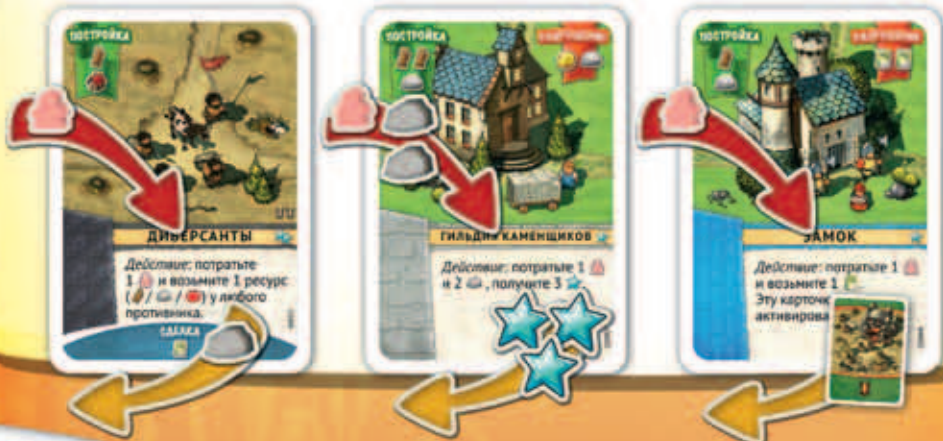 ПОСТРОЙКА
ДИВЕРСАНТЫ
Действие: потратьте
1 и возьмите 1 ресурс
( / / ) у любого
противника.
СДЕЛКА
ПОСТРОЙКА
ГИЛЬДИЯ КАМЕНЩИКОВ
Действие: потратьте 1
и 2 , получите 3
ПОСТРОЙКА
ЗАМОК
Действие: потратьте 1
и возьмите 1
Эту карточк
активирова